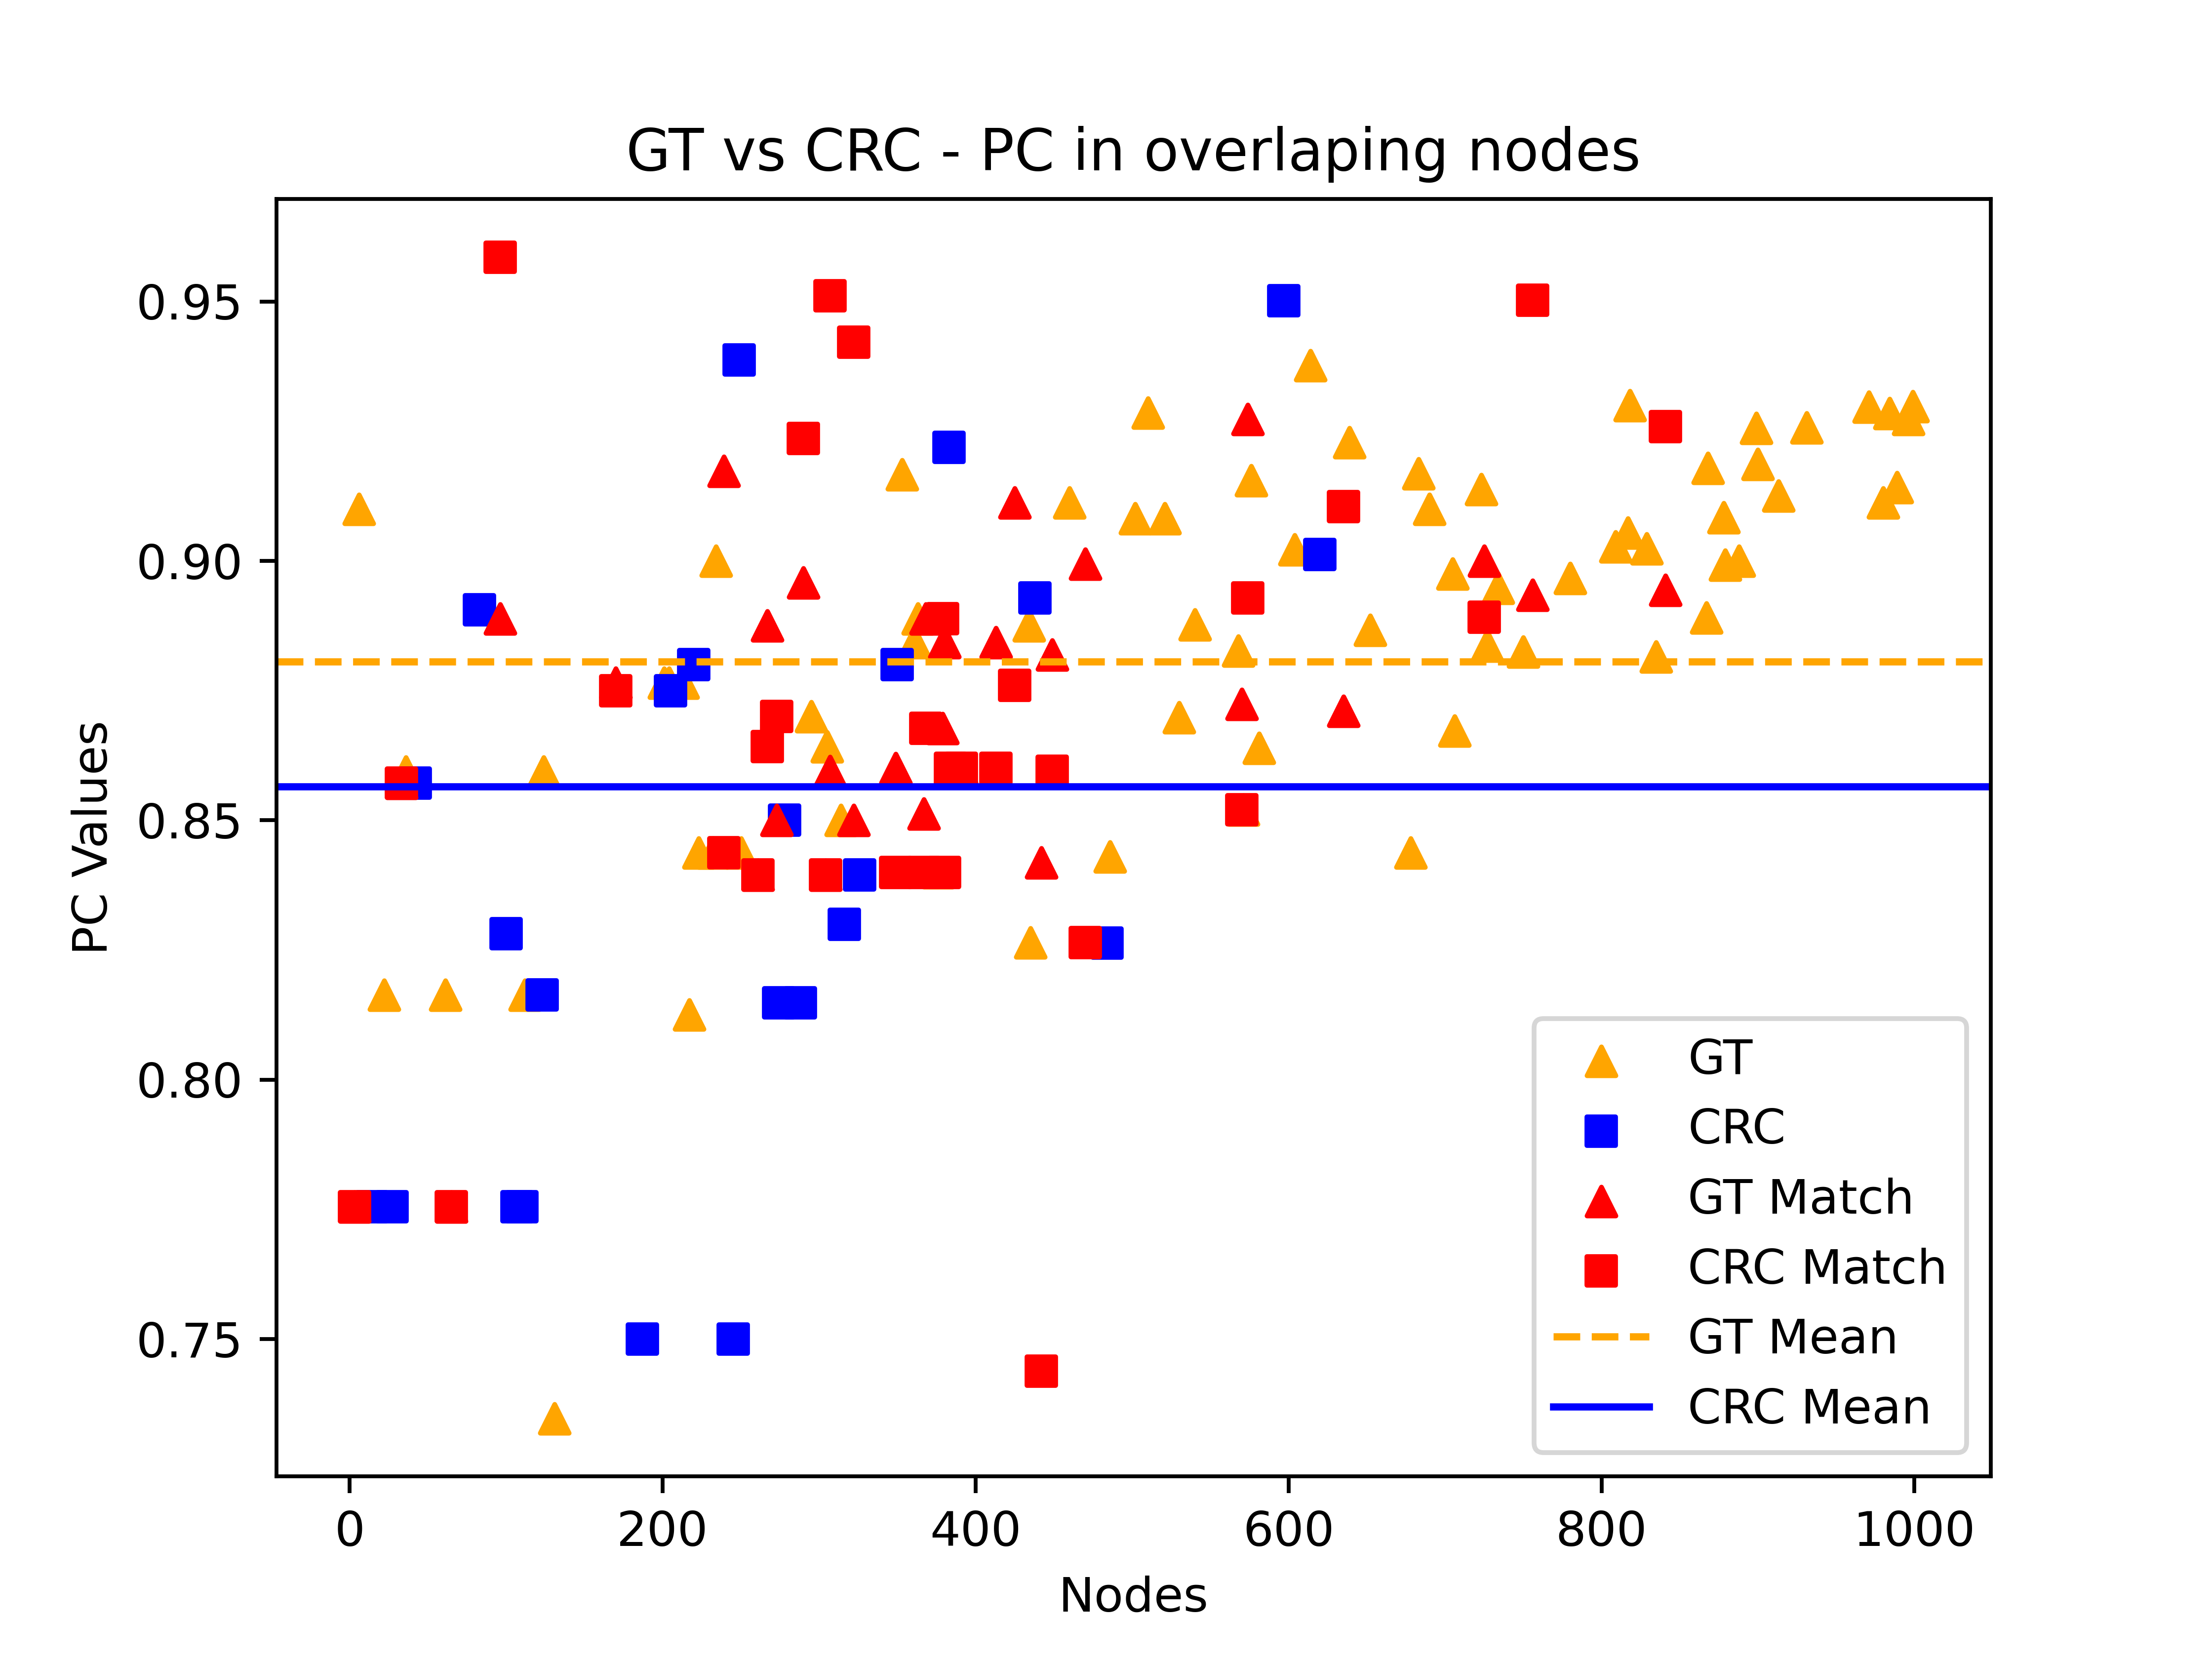 GT vs CRC - PC in overlaping nodes
PC Values
0.95
0.90
0.85
0.80
0.75
0
200
400
600
800
1000
Nodes
GT
CRC
GT Match
CRC Match
GT Mean
CRC Mean